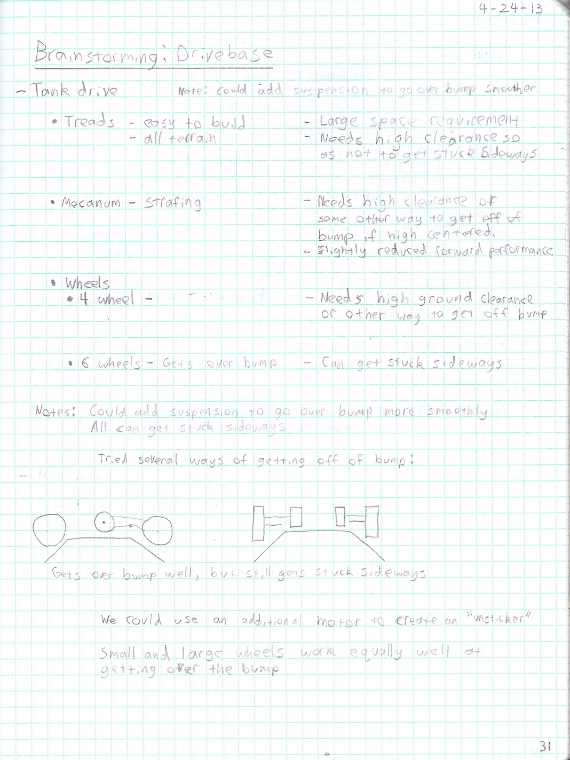 4-24-13
Brainstorming: Drivebase
- Tank drive Note: Could add suspension to go over bump smoother
• Treads - easy to build - Large space requirement
- all terrain - Needs high clearance so
as not to get stuck sideways
• Mecanum - Strafing - Needs high clearance or
some other way to get off of
bump if high centered.
- Slightly reduced forward performance
• Wheels
• 4 wheel - - Needs high ground clearance
or other way to get off bump
• 6 wheels - Gets over bump - Can get stuck sideways
Notes: Could add suspension to go over bump more smoothly
All can get stuck sideways
Tried several ways of getting off of bump:
Gets over bump well, but still gets stuck sideways
We could use an additional motor to create an "unsticker"
Small and large wheels work equally well at
getting over the bump
31